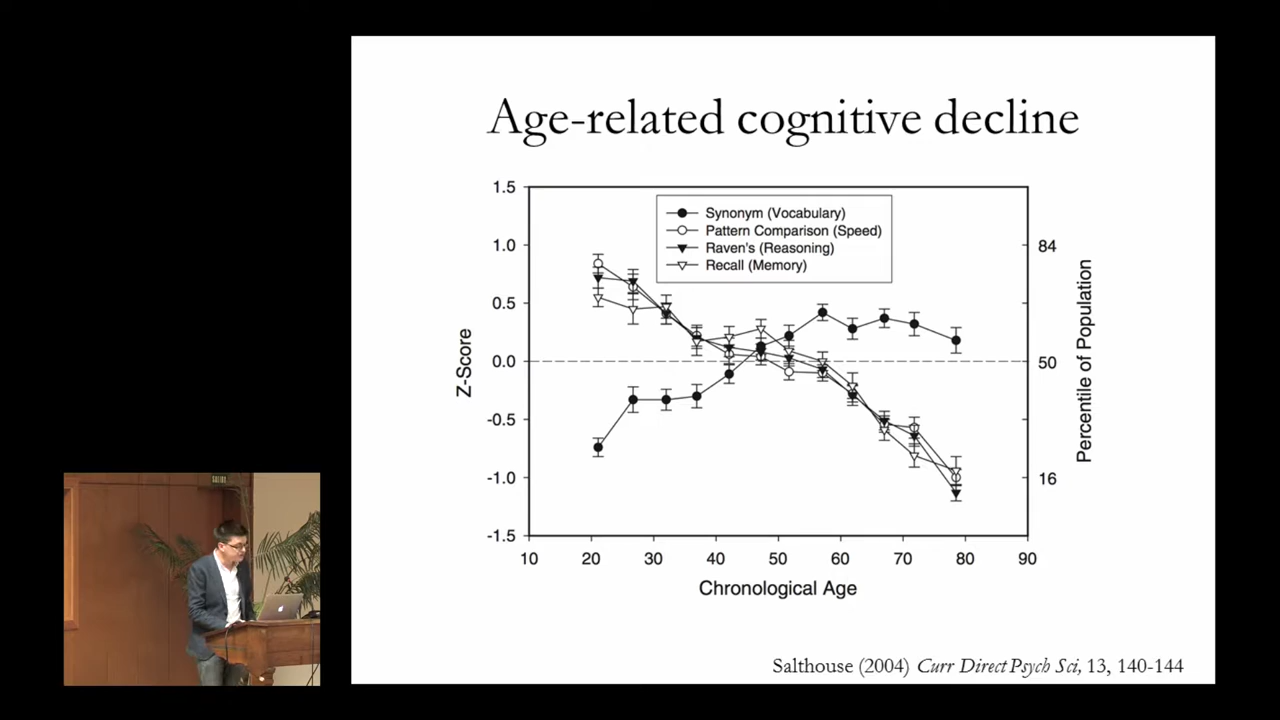 Age-related cognitive decline
Synonym (Vocabulary)
Pattern Comparison (Speed)
Raven's (Reasoning)
Recall (Memory)
1.5
1.0
0.5
0.0
-0.5
-1.0
-1.5
Z-Score
84
50
16
Percentile of Population
10 20 30 40 50 60 70 80 90
Chronological Age
Salthouse (2004) Curr Direct Psych Sci, 13, 140-144
SALIDA